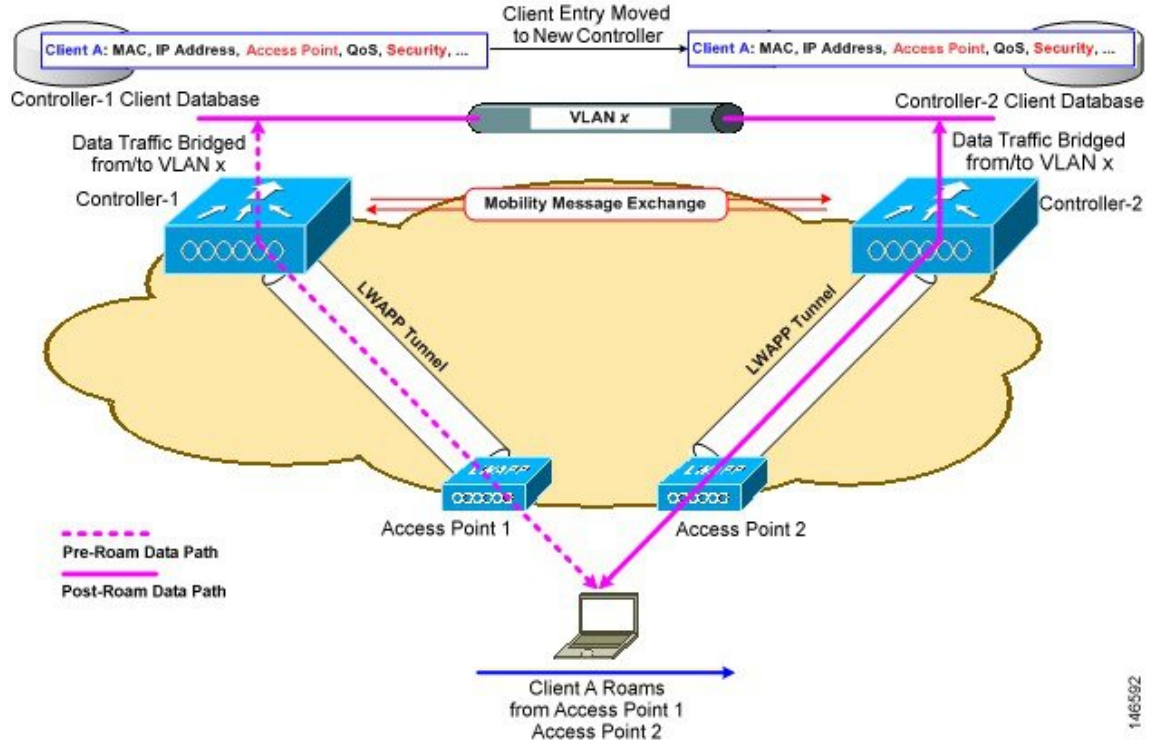 Client Entry Moved
to New Controller
Client A: MAC, IP Address, Access Point, QoS, Security, ...
Client A: MAC, IP Address, Access Point, QoS, Security, ...
Controller-1 Client Database
Controller-2 Client Database
VLAN x
Data Traffic Bridged
from/to VLAN x
Data Traffic Bridged
from/to VLAN x
Controller-1
Mobility Message Exchange
Controller-2
LWAPP Tunnel
LWAPP Tunnel
LWAPP
LWAPP
Access Point 1
Access Point 2
Pre-Roam Data Path
Post-Roam Data Path
Client A Roams
from Access Point 1
Access Point 2
146592